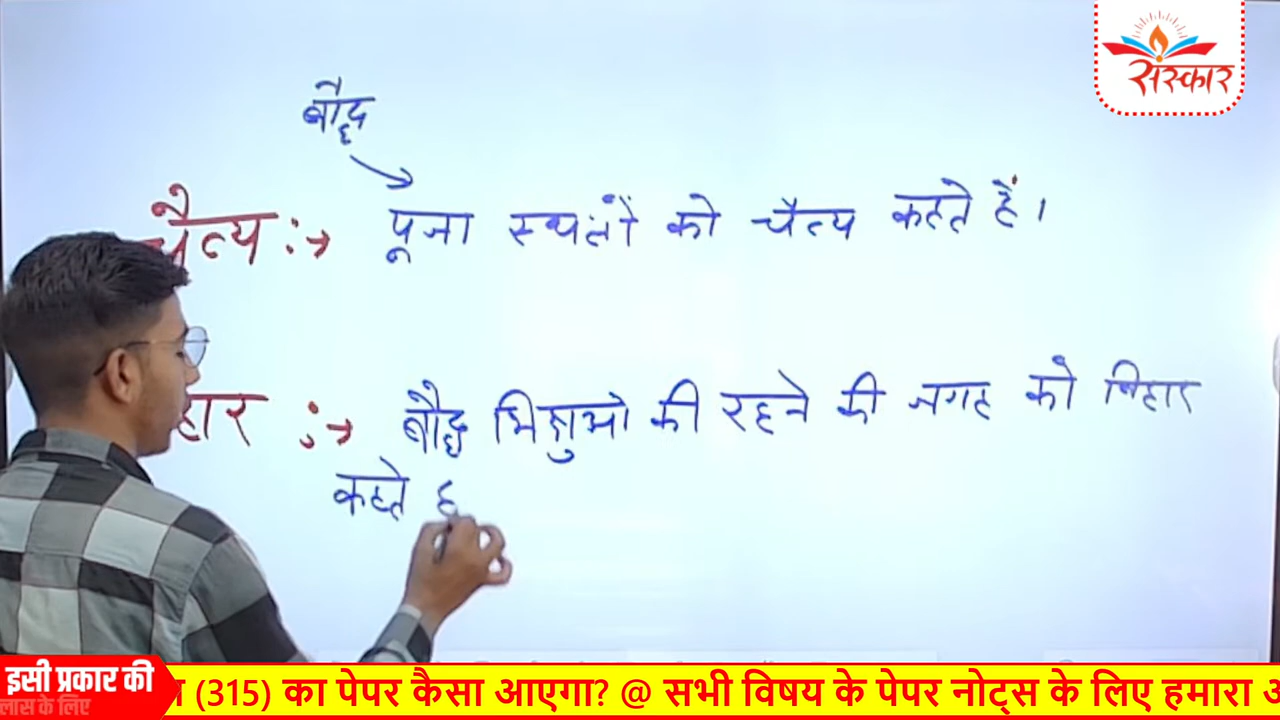 संस्कार
बौद्ध
चैत्य :→ पूजा स्थलों को चैत्य कहते हैं।
हार :→ बौद्ध भिक्षुओ की रहने की जगह को विहार
कहते ह
इसी प्रकार की
लास के लिए
(315) का पेपर कैसा आएगा? @ सभी विषय के पेपर नोट्स के लिए हमारा